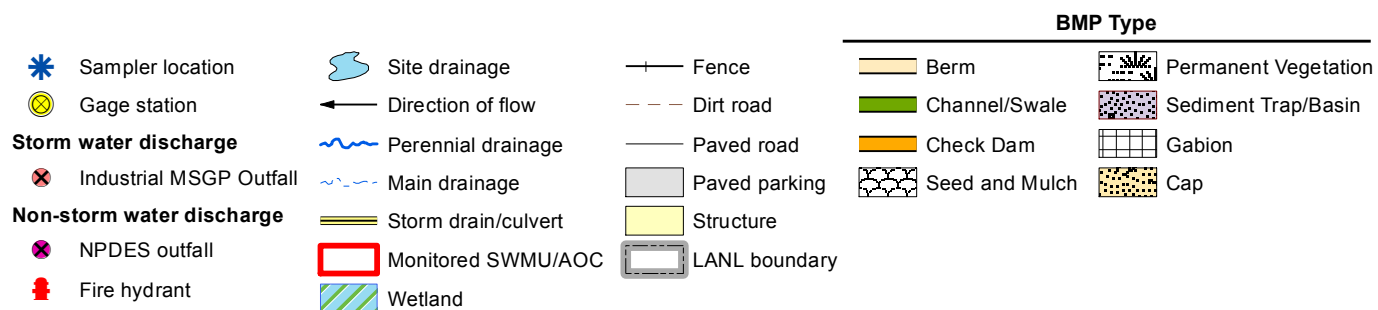 BMP Type
Sampler location
Site drainage
Fence
Berm
Permanent Vegetation
Gage station
Direction of flow
Dirt road
Channel/Swale
Sediment Trap/Basin
Storm water discharge
Perennial drainage
Paved road
Check Dam
Gabion
Industrial MSGP Outfall
Main drainage
Paved parking
Seed and Mulch
Cap
Non-storm water discharge
Storm drain/culvert
Structure
NPDES outfall
Monitored SWMU/AOC
LANL boundary
Fire hydrant
Wetland